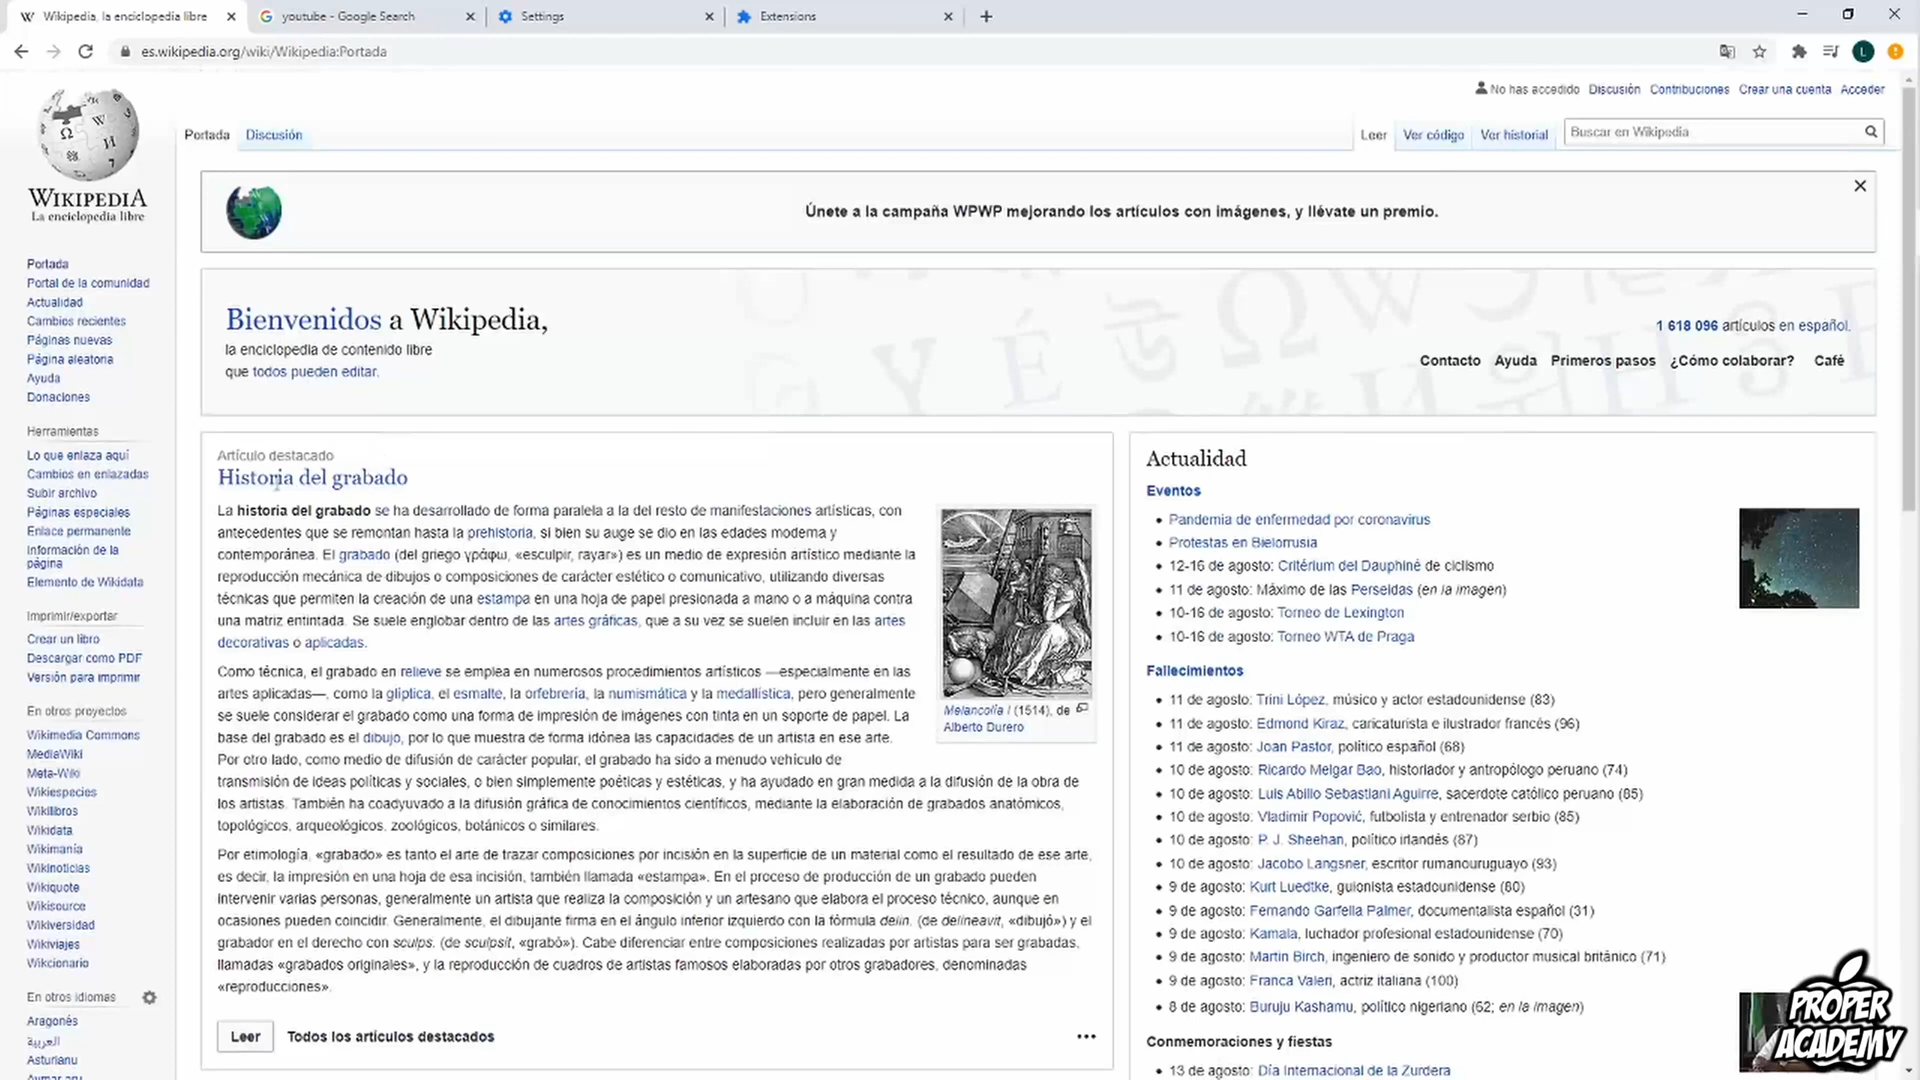 Wikipedia, la enciclopedia libre
youtube - Google Search
Settings
Extensions
es.wikipedia.org/wiki/Wikipedia:Portada
L
No has accedido Discusión Contribuciones Crear una cuenta Acceder
Portada Discusión
Leer Ver código Ver historial
Buscar en Wikipedia
WIKIPEDIA
La enciclopedia libre
Portada
Portal de la comunidad
Actualidad
Cambios recientes
Páginas nuevas
Página aleatoria
Ayuda
Donaciones
Herramientas
Lo que enlaza aquí
Cambios en enlazadas
Subir archivo
Páginas especiales
Enlace permanente
Información de la
página
Elemento de Wikidata
Imprimir/exportar
Crear un libro
Descargar como PDF
Versión para imprimir
En otros proyectos
Wikimedia Commons
MediaWiki
Meta-Wiki
Wikiespecies
Wikilibros
Wikidata
Wikimanía
Wikinoticias
Wikiquote
Wikisource
Wikiversidad
Wikiviajes
Wikcionario
En otros idiomas
Aragonés
العربية
Asturianu
Aymar aru
Únete a la campaña WPWP mejorando los artículos con imágenes, y llévate un premio.
Bienvenidos a Wikipedia,
la enciclopedia de contenido libre
que todos pueden editar.
1 618 096 artículos en español.
Contacto Ayuda Primeros pasos ¿Cómo colaborar? Café
Artículo destacado
Historia del grabado
La historia del grabado se ha desarrollado de forma paralela a la del resto de manifestaciones artísticas, con
antecedentes que se remontan hasta la prehistoria, si bien su auge se dio en las edades moderna y
contemporánea. El grabado (del griego γράφω, «esculpir, rayar») es un medio de expresión artístico mediante la
reproducción mecánica de dibujos o composiciones de carácter estético o comunicativo, utilizando diversas
técnicas que permiten la creación de una estampa en una hoja de papel presionada a mano o a máquina contra
una matriz entintada. Se suele englobar dentro de las artes gráficas, que a su vez se suelen incluir en las artes
decorativas o aplicadas.
Como técnica, el grabado en relieve se emplea en numerosos procedimientos artísticos —especialmente en las
artes aplicadas—, como la glíptica, el esmalte, la orfebrería, la numismática y la medallística, pero generalmente
se suele considerar el grabado como una forma de impresión de imágenes con tinta en un soporte de papel. La
base del grabado es el dibujo, por lo que muestra de forma idónea las capacidades de un artista en ese arte.
Por otro lado, como medio de difusión de carácter popular, el grabado ha sido a menudo vehículo de
transmisión de ideas políticas y sociales, o bien simplemente poéticas y estéticas, y ha ayudado en gran medida a la difusión de la obra de
los artistas. También ha coadyuvado a la difusión gráfica de conocimientos científicos, mediante la elaboración de grabados anatómicos,
topológicos, arqueológicos, zoológicos, botánicos o similares.
Por etimología, «grabado» es tanto el arte de trazar composiciones por incisión en la superficie de un material como el resultado de ese arte,
es decir, la impresión en una hoja de esa incisión, también llamada «estampa». En el proceso de producción de un grabado pueden
intervenir varias personas, generalmente un artista que realiza la composición y un artesano que elabora el proceso técnico, aunque en
ocasiones pueden coincidir. Generalmente, el dibujante firma en el ángulo inferior izquierdo con la fórmula delin. (de delineavit, «dibujó») y el
grabador en el derecho con sculps. (de sculpsit, «grabó»). Cabe diferenciar entre composiciones realizadas por artistas para ser grabadas,
llamadas «grabados originales», y la reproducción de cuadros de artistas famosos elaboradas por otros grabadores, denominadas
«reproducciones».
Melancolía I (1514), de
Alberto Durero
Leer Todos los artículos destacados
Actualidad
Eventos
Pandemia de enfermedad por coronavirus
Protestas en Bielorrusia
12-16 de agosto: Critérium del Dauphiné de ciclismo
11 de agosto: Máximo de las Perseidas (en la imagen)
10-16 de agosto: Torneo de Lexington
10-16 de agosto: Torneo WTA de Praga
Fallecimientos
11 de agosto: Trini López, músico y actor estadounidense (83)
11 de agosto: Edmond Kiraz, caricaturista e ilustrador francés (96)
11 de agosto: Joan Pastor, político español (68)
10 de agosto: Ricardo Melgar Bao, historiador y antropólogo peruano (74)
10 de agosto: Luis Abilio Sebastiani Aguirre, sacerdote católico peruano (85)
10 de agosto: Vladimir Popović, futbolista y entrenador serbio (85)
10 de agosto: P. J. Sheehan, político irlandés (87)
10 de agosto: Jacobo Langsner, escritor rumanouruguayo (93)
9 de agosto: Kurt Luedtke, guionista estadounidense (80)
9 de agosto: Fernando Garfella Palmer, documentalista español (31)
9 de agosto: Kamala, luchador profesional estadounidense (70)
9 de agosto: Martin Birch, ingeniero de sonido y productor musical británico (71)
9 de agosto: Franca Valeri, actriz italiana (100)
8 de agosto: Buruju Kashamu, político nigeriano (62; en la imagen)
Conmemoraciones y fiestas
13 de agosto: Día Internacional de la Zurdera
PROPER
ACADEMY